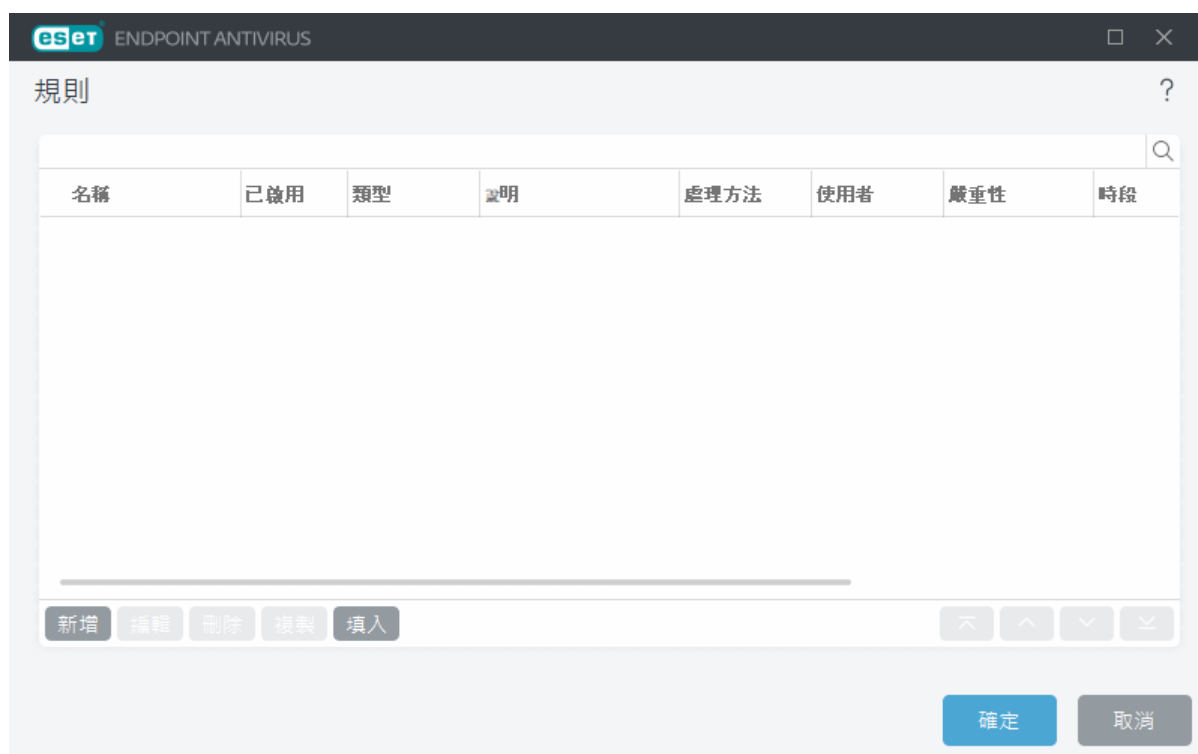 eset ENDPOINT ANTIVIRUS
規則
?
名稱 已啟用 類型 說明 處理方法 使用者 嚴重性 時段
新增 編輯 刪除 複製 填入
確定 取消